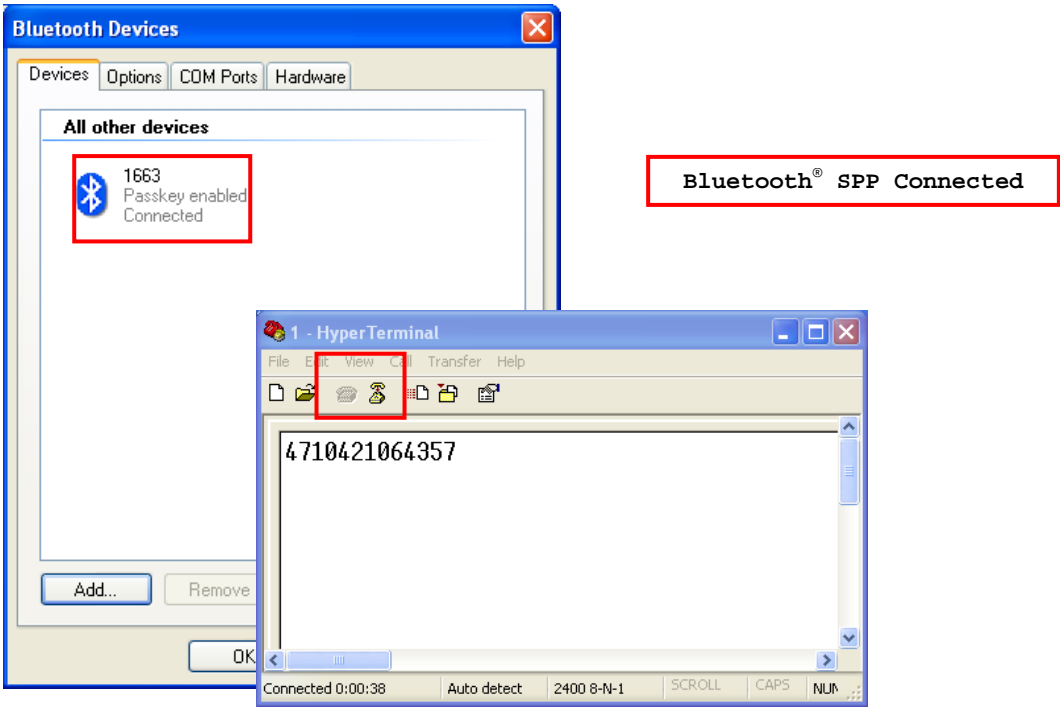 Bluetooth Devices
Devices Options COM Ports Hardware
All other devices
1663
Passkey enabled
Connected
Bluetooth® SPP Connected
1 - HyperTerminal
File Edit View Call Transfer Help
4710421064357
Add... Remove
OK
Connected 0:00:38 Auto detect 2400 8-N-1 SCROLL CAPS NUM